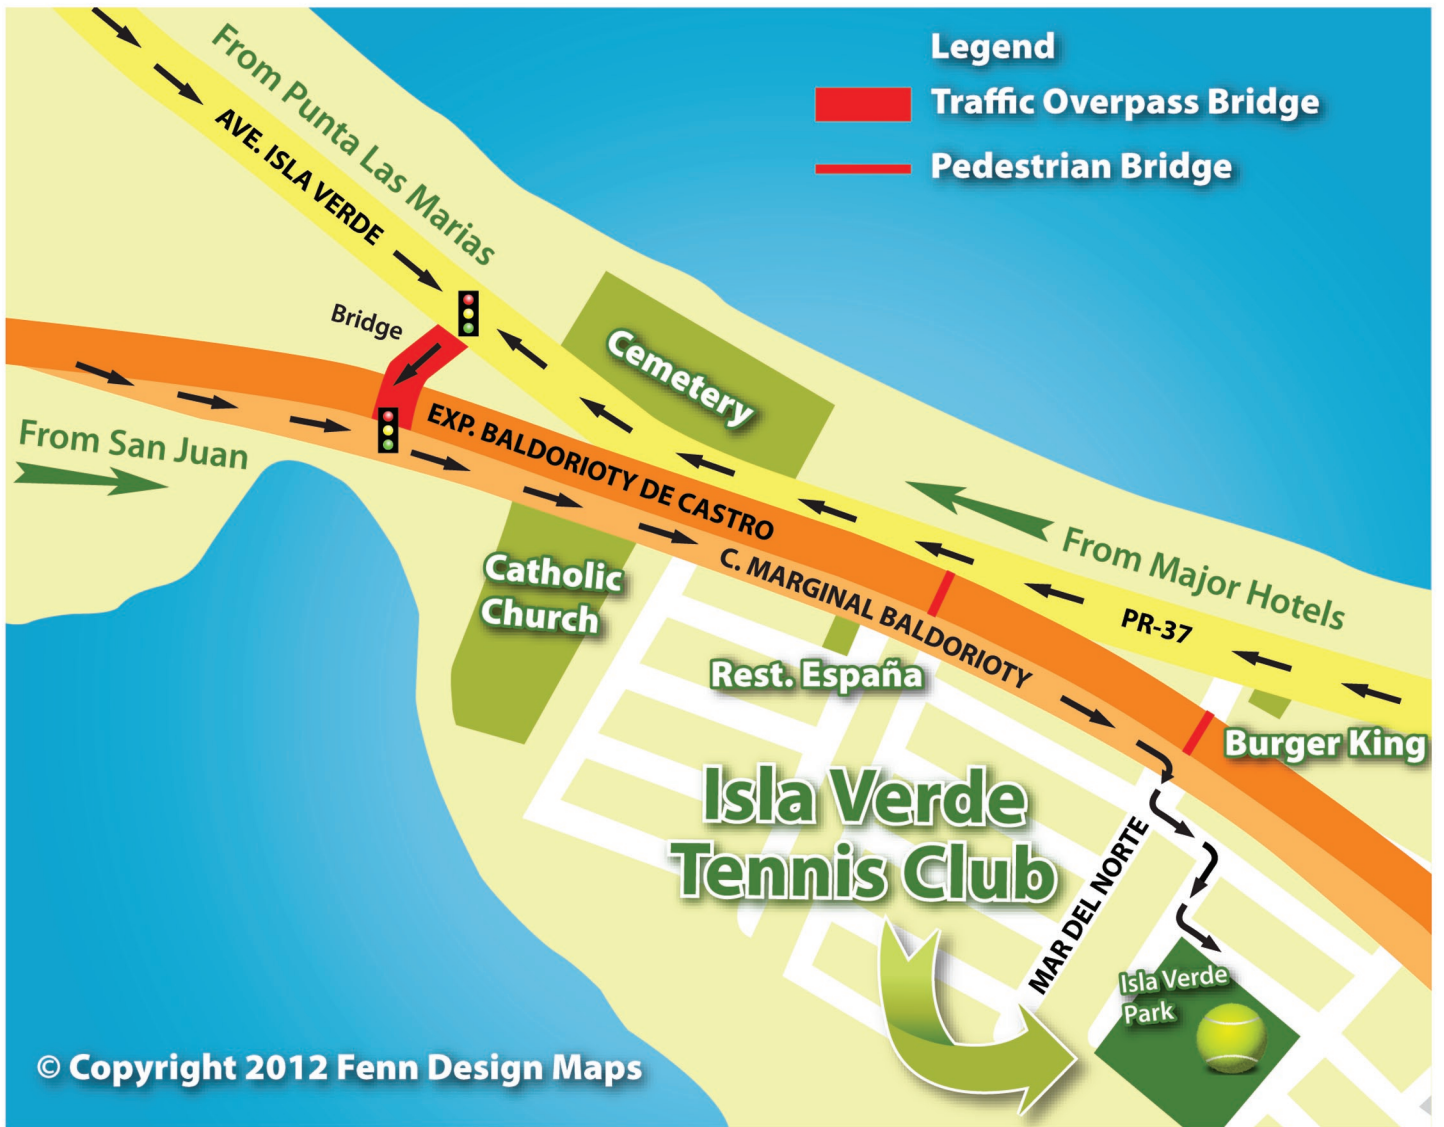 Legend
Traffic Overpass Bridge
Pedestrian Bridge
From Punta Las Marias
AVE. ISLA VERDE
Bridge
Cemetery
From San Juan
EXP. BALDORIOTY DE CASTRO
From Major Hotels
PR-37
C. MARGINAL BALDORIOTY
Catholic
Church
Rest. España
Burger King
Isla Verde
Tennis Club
MAR DEL NORTE
Isla Verde
Park
© Copyright 2012 Fenn Design Maps